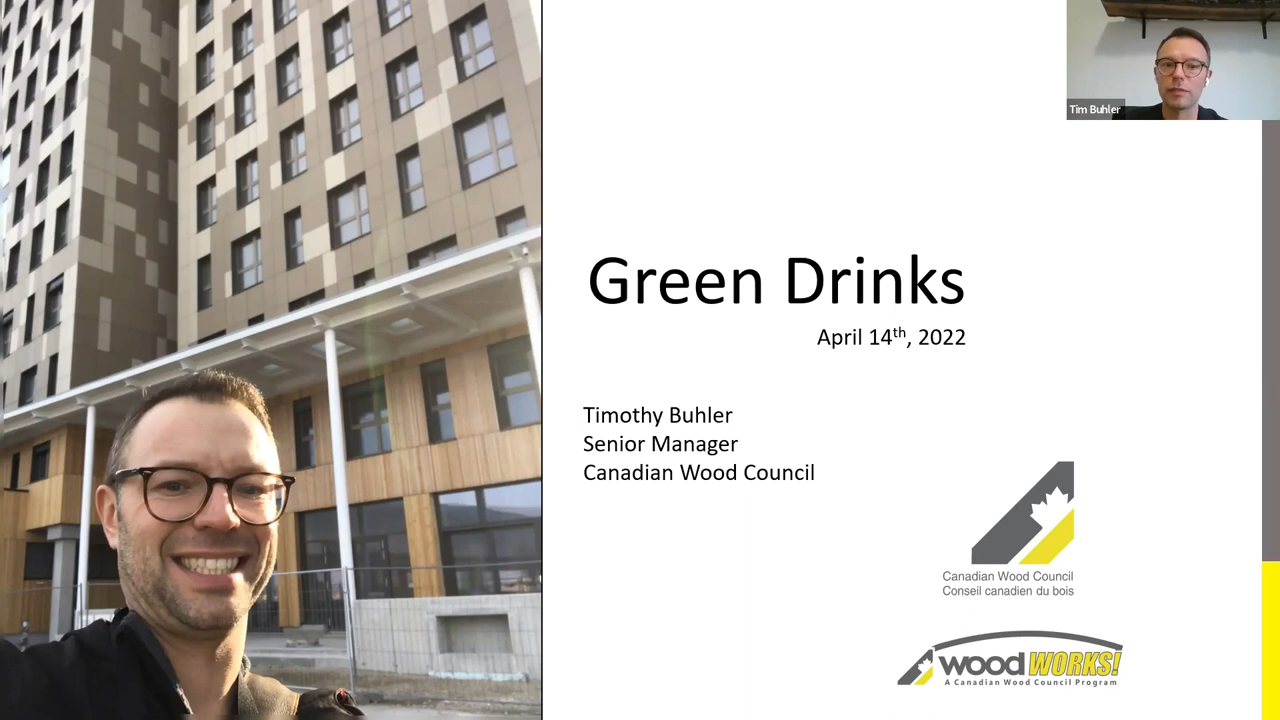 Tim Buhler
Green Drinks
April 14th, 2022
Timothy Buhler
Senior Manager
Canadian Wood Council
Canadian Wood Council
Conseil canadien du bois
wood WORKS!
A Canadian Wood Council Program